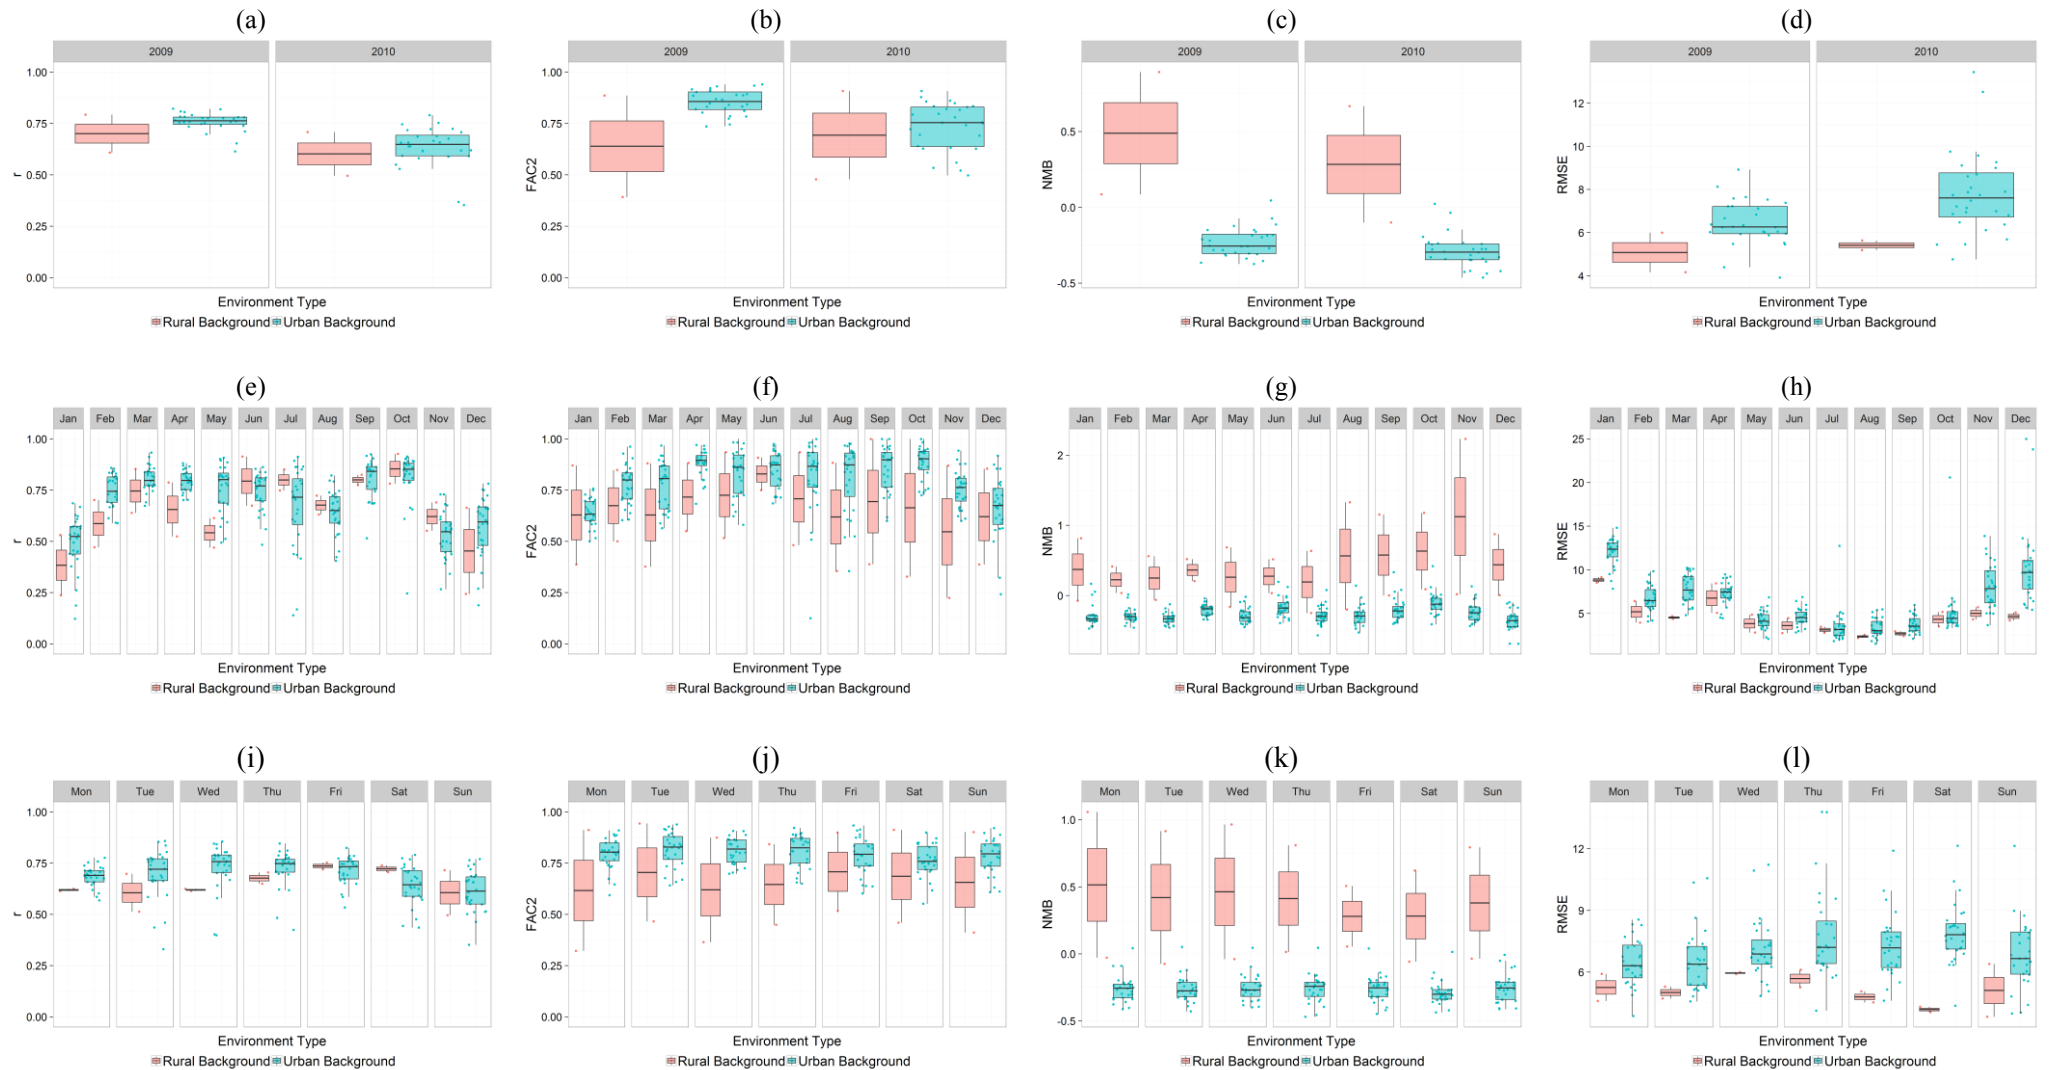 (a) (b) (c) (d)
2009 2010 2009 2010 2009 2010 2009 2010
1.00 0.75 0.50 0.25 0.00 r
1.00 0.75 0.50 0.25 0.00 FAC2
0.5 0.0 -0.5 NMB
12 10 8 6 4 RMSE
Environment Type Environment Type Environment Type Environment Type
Rural Background Urban Background Rural Background Urban Background Rural Background Urban Background Rural Background Urban Background
(e) (f) (g) (h)
Jan Feb Mar Apr May Jun Jul Aug Sep Oct Nov Dec Jan Feb Mar Apr May Jun Jul Aug Sep Oct Nov Dec Jan Feb Mar Apr May Jun Jul Aug Sep Oct Nov Dec Jan Feb Mar Apr May Jun Jul Aug Sep Oct Nov Dec
1.00 0.75 0.50 0.25 0.00 r
1.00 0.75 0.50 0.25 0.00 FAC2
2 1 0 NMB
25 20 15 10 5 RMSE
Environment Type Environment Type Environment Type Environment Type
Rural Background Urban Background Rural Background Urban Background Rural Background Urban Background Rural Background Urban Background
(i) (j) (k) (l)
Mon Tue Wed Thu Fri Sat Sun Mon Tue Wed Thu Fri Sat Sun Mon Tue Wed Thu Fri Sat Sun Mon Tue Wed Thu Fri Sat Sun
1.00 0.75 0.50 0.25 0.00 r
1.00 0.75 0.50 0.25 0.00 FAC2
1.0 0.5 0.0 -0.5 NMB
12 9 6 RMSE
Environment Type Environment Type Environment Type Environment Type
Rural Background Urban Background Rural Background Urban Background Rural Background Urban Background Rural Background Urban Background